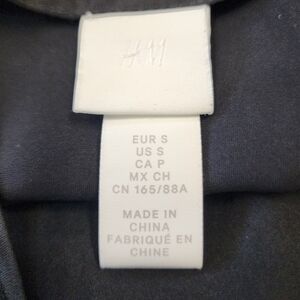 H&M
EUR S
US S
CA P
MX CH
CN 165/88A
MADE IN
CHINA
FABRIQUÉ EN
CHINE